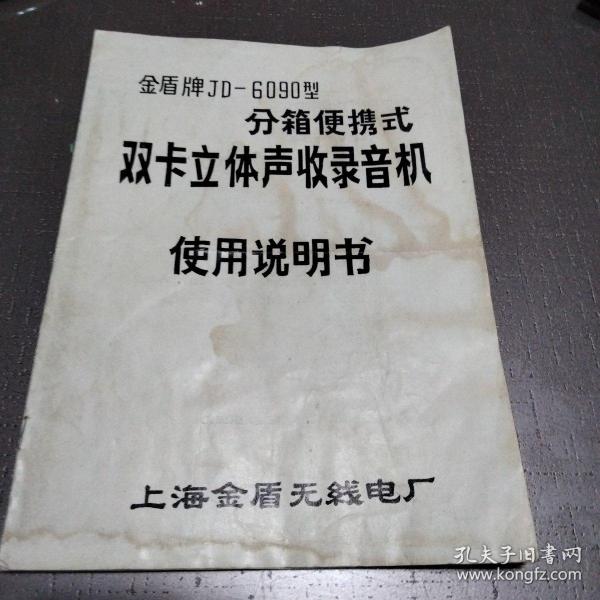 金盾牌JD-6090型
分箱便携式
双卡立体声收录音机
使用说明书
上海金盾无线电厂
孔夫子旧書网
www.kongfz.com